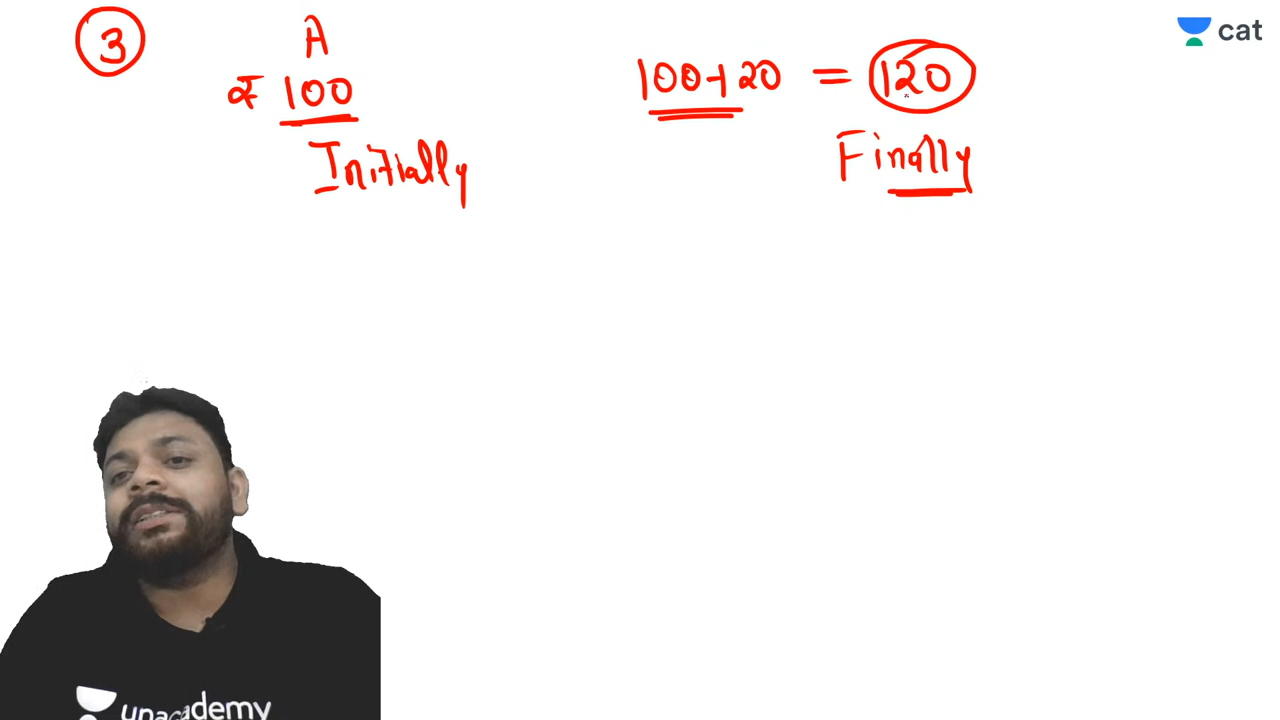 3
A
₹ 100
Initially
100+20 = 120
Finally
cat
unacademy